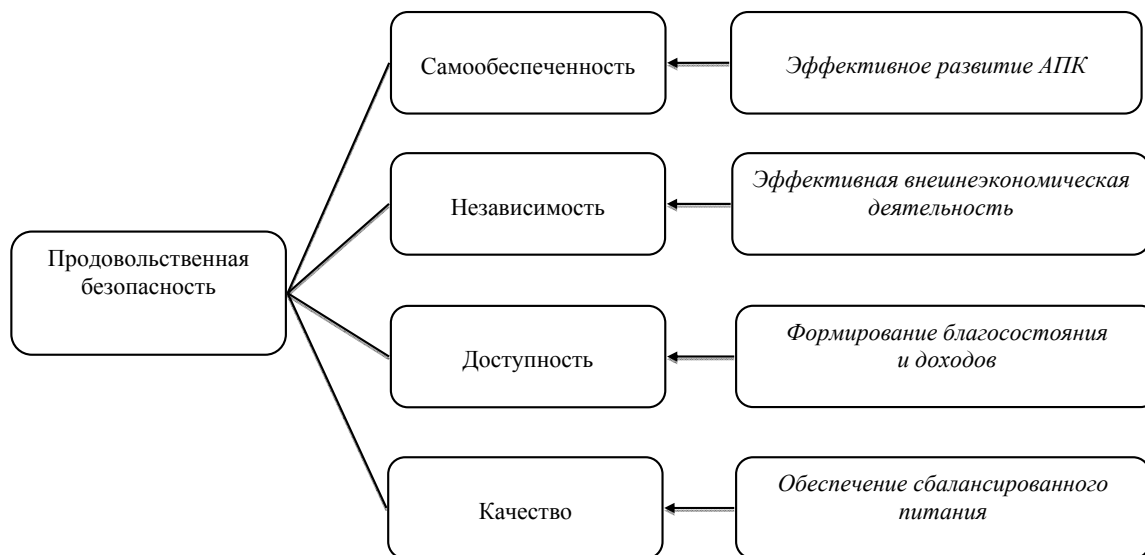 Самообеспеченность
Эффективное развитие АПК
Независимость
Эффективная внешнеэкономическая
деятельность
Продовольственная
безопасность
Доступность
Формирование благосостояния
и доходов
Качество
Обеспечение сбалансированного
питания